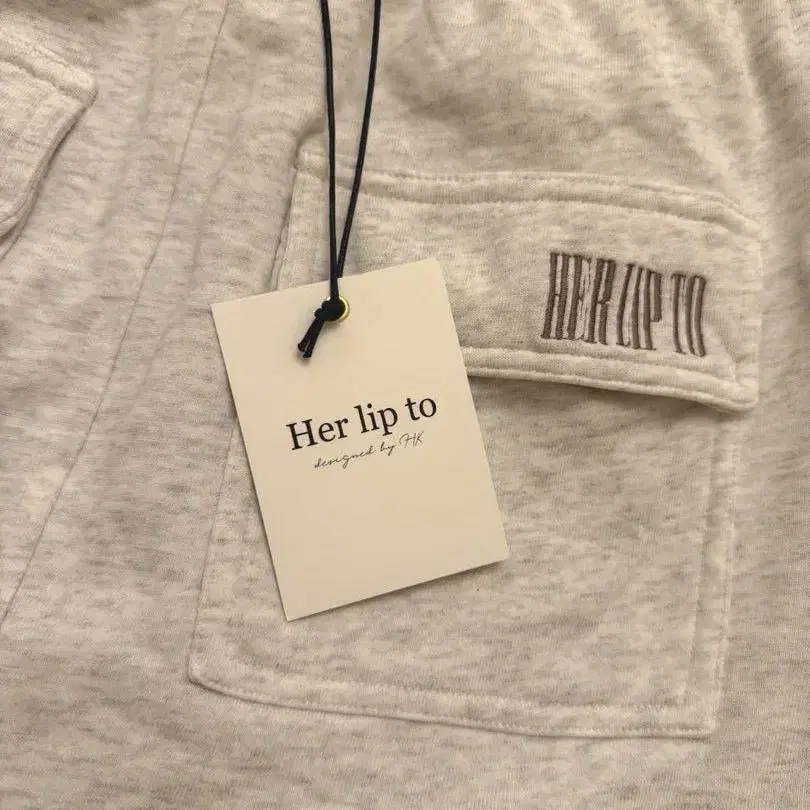 HER LIP TO
Her lip to
designed by HK